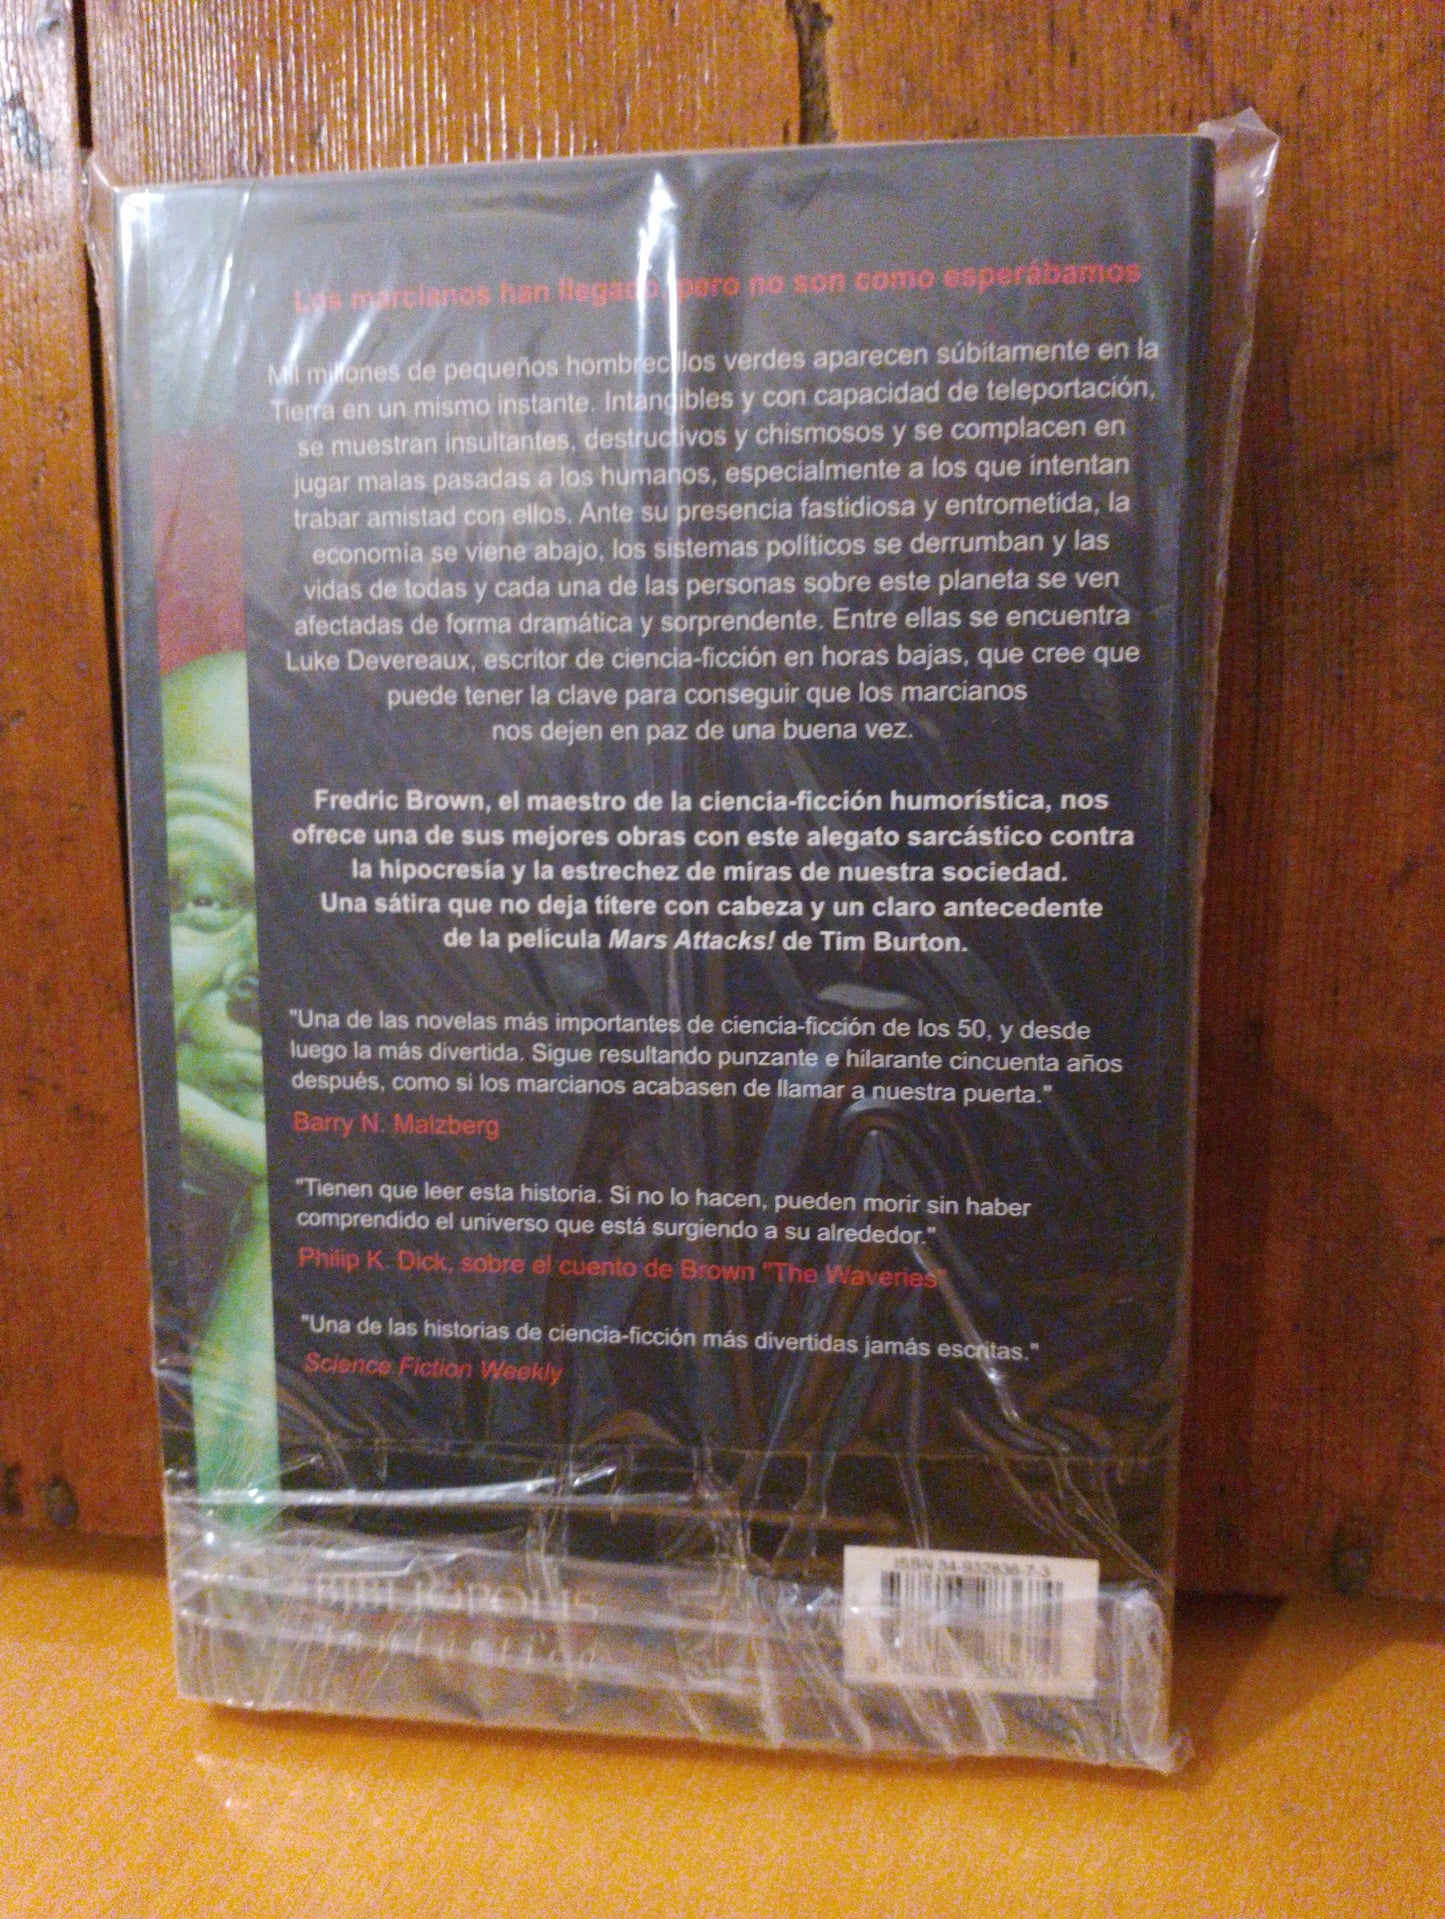 Los marcianos han llegado, pero no son como esperábamos
Mil millones de pequeños hombrecillos verdes aparecen súbitamente en la
Tierra en un mismo instante. Intangibles y con capacidad de teleportación,
se muestran insultantes, destructivos y chismosos y se complacen en
jugar malas pasadas a los humanos, especialmente a los que intentan
trabar amistad con ellos. Ante su presencia fastidiosa y entrometida, la
economía se viene abajo, los sistemas políticos se derrumban y las
vidas de todas y cada una de las personas sobre este planeta se ven
afectadas de forma dramática y sorprendente. Entre ellas se encuentra
Luke Devereaux, escritor de ciencia-ficción en horas bajas, que cree que
puede tener la clave para conseguir que los marcianos
nos dejen en paz de una buena vez.
Fredric Brown, el maestro de la ciencia-ficción humorística, nos
ofrece una de sus mejores obras con este alegato sarcástico contra
la hipocresía y la estrechez de miras de nuestra sociedad.
Una sátira que no deja títere con cabeza y un claro antecedente
de la película Mars Attacks! de Tim Burton.
"Una de las novelas más importantes de ciencia-ficción de los 50, y desde
luego la más divertida. Sigue resultando punzante e hilarante cincuenta años
después, como si los marcianos acabasen de llamar a nuestra puerta."
Barry N. Malzberg
"Tienen que leer esta historia. Si no lo hacen, pueden morir sin haber
comprendido el universo que está surgiendo a su alrededor."
Philip K. Dick, sobre el cuento de Brown "The Waveries"
"Una de las historias de ciencia-ficción más divertidas jamás escritas."
Science Fiction Weekly
ISBN 84-932836-7-3